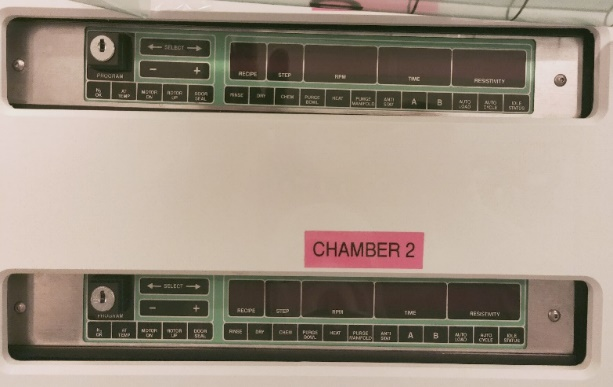 ← SELECT →
− +
PROGRAM
RECIPE STEP RPM TIME RESISTIVITY
N₂ OK AT TEMP MOTOR ON ROTOR UP DOOR SEAL RINSE DRY CHEM PURGE BOWL HEAT PURGE MANIFOLD ANTI STAT A B AUTO LOAD AUTO CYCLE IDLE STATUS
CHAMBER 2
← SELECT →
− +
PROGRAM
RECIPE STEP RPM TIME RESISTIVITY
N₂ OK AT TEMP MOTOR ON ROTOR UP DOOR SEAL RINSE DRY CHEM PURGE BOWL HEAT PURGE MANIFOLD ANTI STAT A B AUTO LOAD AUTO CYCLE IDLE STATUS